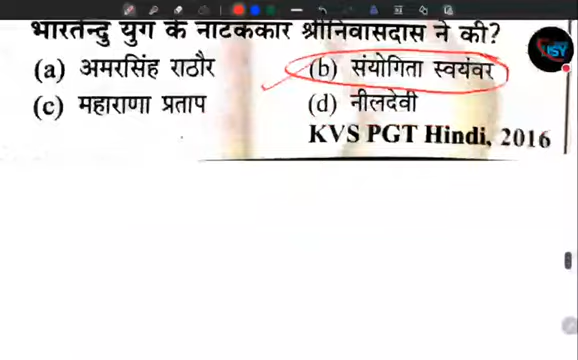 भारतेन्दु युग के नाटककार श्रीनिवासदास ने की?
(a) अमरसिंह राठौर (b) संयोगिता स्वयंवर
(c) महाराणा प्रताप (d) नीलदेवी
KVS PGT Hindi, 2016